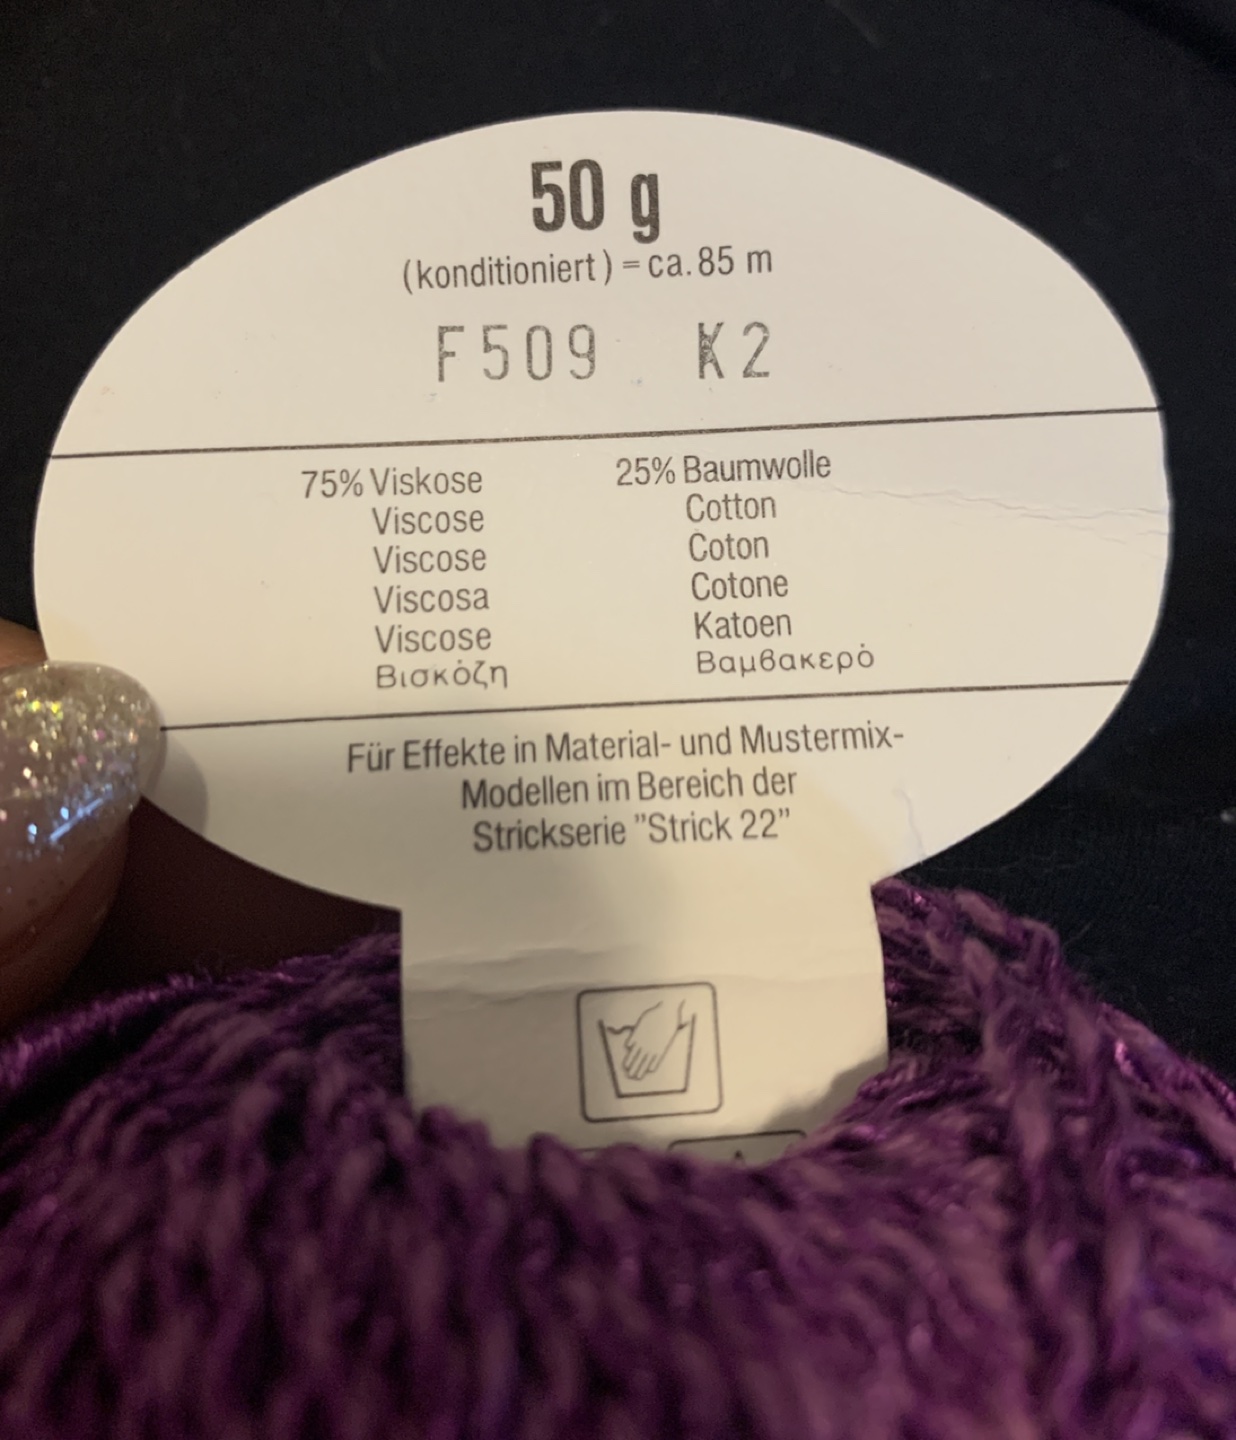 50 g
(konditioniert) = ca. 85 m
F509 K2
75% Viskose 25% Baumwolle
Viscose Cotton
Viscose Coton
Viscosa Cotone
Viscose Katoen
Βισκόζη Βαμβακερό
Für Effekte in Material- und Mustermix-
Modellen im Bereich der
Strickserie "Strick 22"